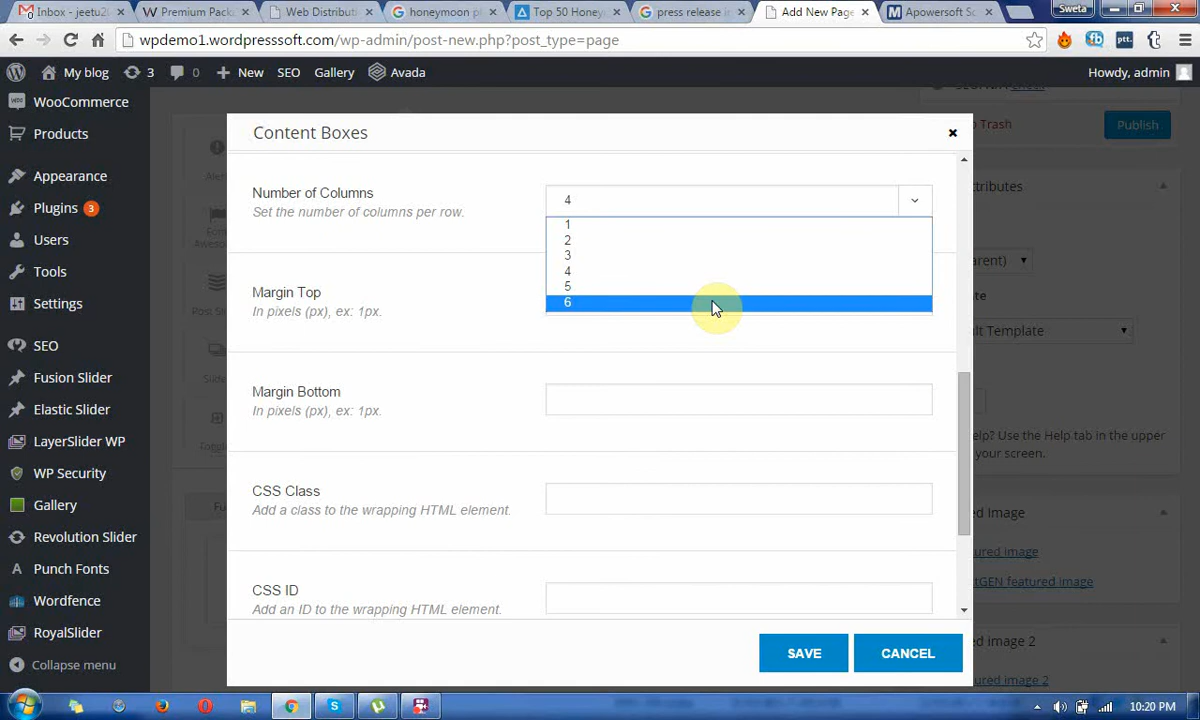 Inbox - jeetu2
Premium Pack
Web Distribut
honeymoon p
Top 50 Honey
press release i
Add New Page
Apowersoft Sc
Sweta
wpdemo1.wordpresssoft.com/wp-admin/post-new.php?post_type=page
ptt.
My blog
3
0
New
SEO
Gallery
Avada
Howdy, admin
WooCommerce
Products
Appearance
Plugins 3
Users
Tools
Settings
SEO
Fusion Slider
Elastic Slider
LayerSlider WP
WP Security
Gallery
Revolution Slider
Punch Fonts
Wordfence
RoyalSlider
Collapse menu
Content Boxes
Number of Columns
Set the number of columns per row.
4
1
2
3
4
5
6
Margin Top
In pixels (px), ex: 1px.
Margin Bottom
In pixels (px), ex: 1px.
CSS Class
Add a class to the wrapping HTML element.
CSS ID
Add an ID to the wrapping HTML element.
SAVE
CANCEL
Trash
Publish
ttributes
arent)
te
ult Template
elp? Use the Help tab in the upper
your screen.
ed Image
atured image
xtGEN featured image
ed image 2
atured image 2
10:20 PM